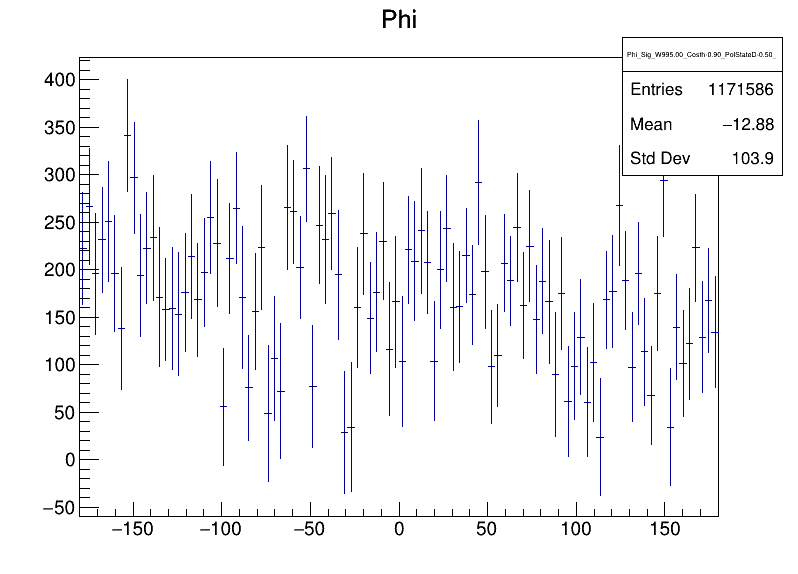 Phi
Phi_Sig_W995.00_Costh-0.90_PolStateD-0.50_
Entries 1171586
Mean −12.88
Std Dev 103.9
400
350
300
250
200
150
100
50
0
−50
−150 −100 −50 0 50 100 150